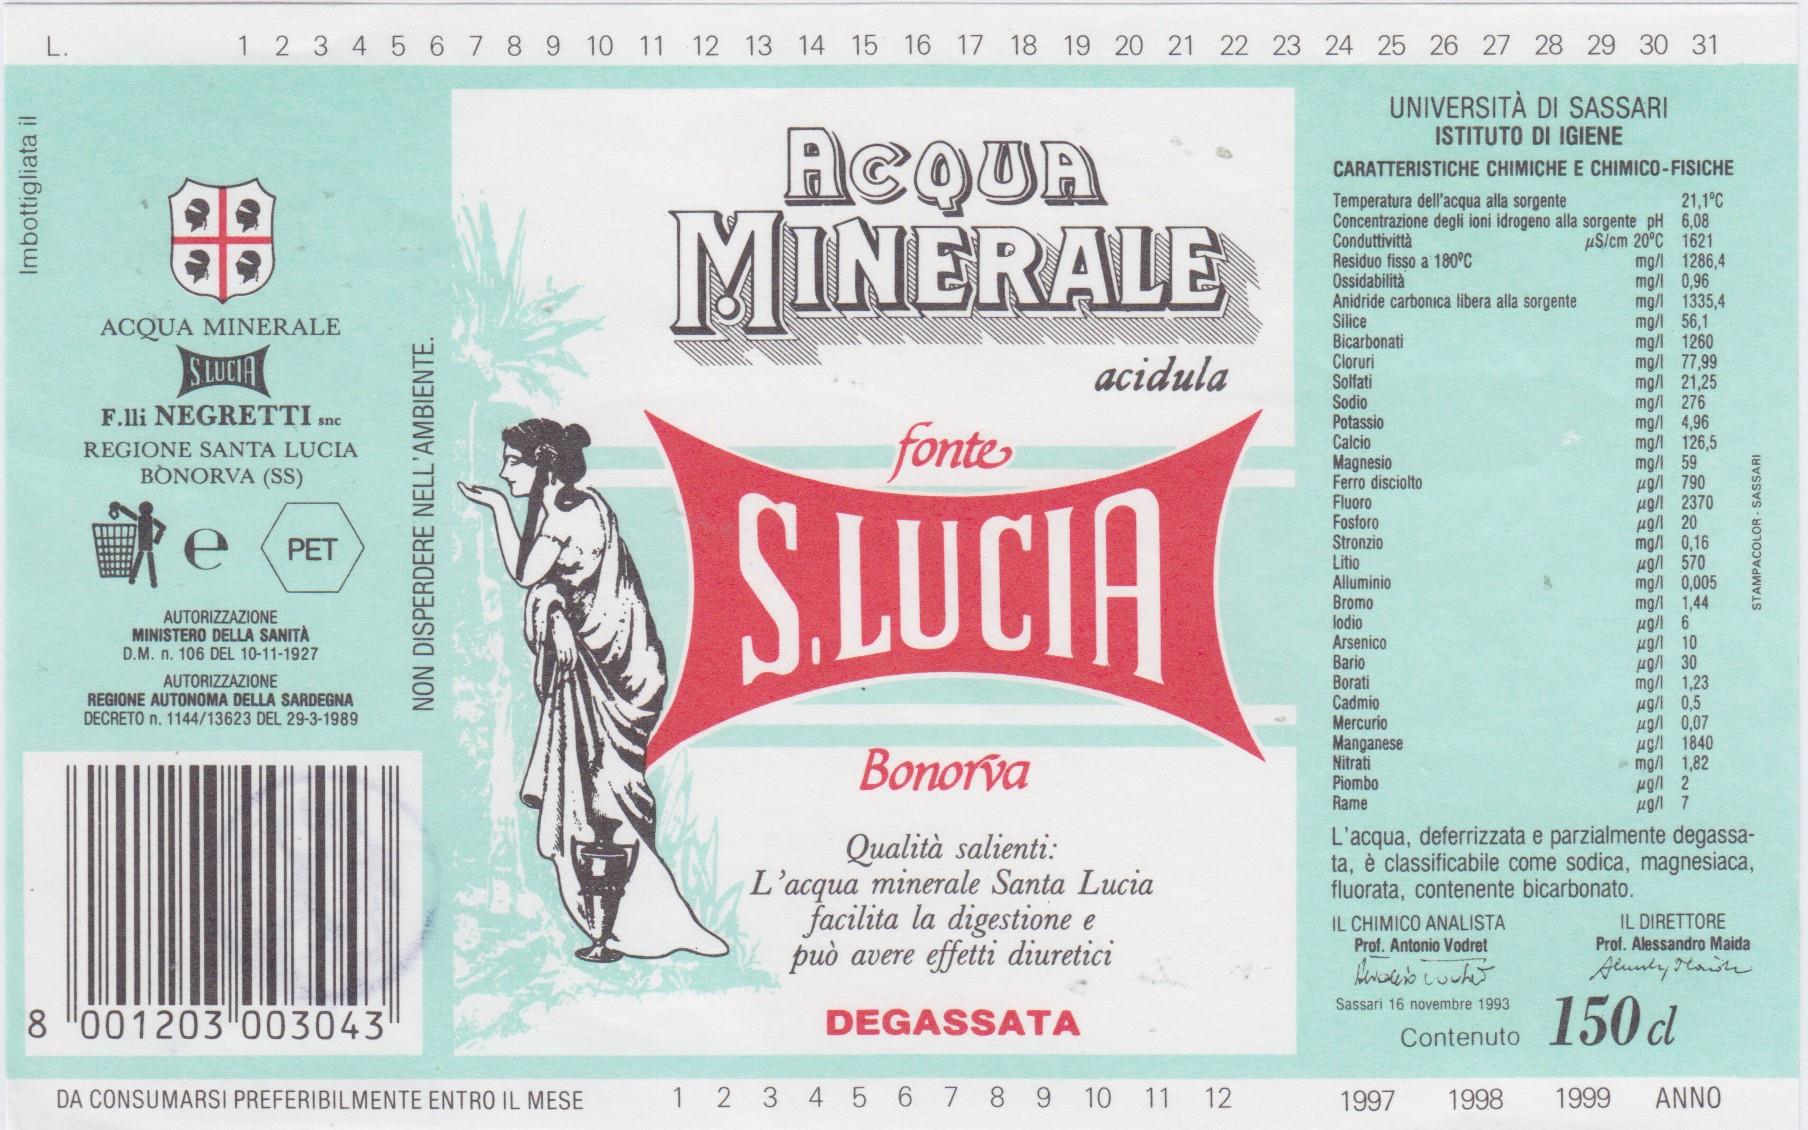 L. 1 2 3 4 5 6 7 8 9 10 11 12 13 14 15 16 17 18 19 20 21 22 23 24 25 26 27 28 29 30 31
Imbottigliata il
ACQUA MINERALE
S.LUCIA
F.lli NEGRETTI snc
REGIONE SANTA LUCIA
BÒNORVA (SS)
e
PET
AUTORIZZAZIONE
MINISTERO DELLA SANITÀ
D.M. n. 106 DEL 10-11-1927
AUTORIZZAZIONE
REGIONE AUTONOMA DELLA SARDEGNA
DECRETO n. 1144/13623 DEL 29-3-1989
8 001203 003043
NON DISPERDERE NELL'AMBIENTE.
ACQUA
MINERALE
acidula
fonte
S.LUCIA
Bonorva
Qualità salienti:
L'acqua minerale Santa Lucia
facilita la digestione e
può avere effetti diuretici
DEGASSATA
UNIVERSITÀ DI SASSARI
ISTITUTO DI IGIENE
CARATTERISTICHE CHIMICHE E CHIMICO-FISICHE
Temperatura dell'acqua alla sorgente 21,1°C
Concentrazione degli ioni idrogeno alla sorgente pH 6,08
Conduttività µS/cm 20°C 1621
Residuo fisso a 180°C mg/l 1286,4
Ossidabilità mg/l 0,96
Anidride carbonica libera alla sorgente mg/l 1335,4
Silice mg/l 56,1
Bicarbonati mg/l 1260
Cloruri mg/l 77,99
Solfati mg/l 21,25
Sodio mg/l 276
Potassio mg/l 4,96
Calcio mg/l 126,5
Magnesio mg/l 59
Ferro disciolto µg/l 790
Fluoro µg/l 2370
Fosforo µg/l 20
Stronzio mg/l 0,16
Litio µg/l 570
Alluminio mg/l 0,005
Bromo mg/l 1,44
Iodio µg/l 6
Arsenico µg/l 10
Bario µg/l 30
Borati mg/l 1,23
Cadmio µg/l 0,5
Mercurio µg/l 0,07
Manganese µg/l 1840
Nitrati mg/l 1,82
Piombo µg/l 2
Rame µg/l 7
L'acqua, deferrizzata e parzialmente degassa-
ta, è classificabile come sodica, magnesiaca,
fluorata, contenente bicarbonato.
IL CHIMICO ANALISTA
Prof. Antonio Vodret
IL DIRETTORE
Prof. Alessandro Maida
Sassari 16 novembre 1993
Contenuto 150 cl
STAMPACOLOR - SASSARI
DA CONSUMARSI PREFERIBILMENTE ENTRO IL MESE 1 2 3 4 5 6 7 8 9 10 11 12 1997 1998 1999 ANNO